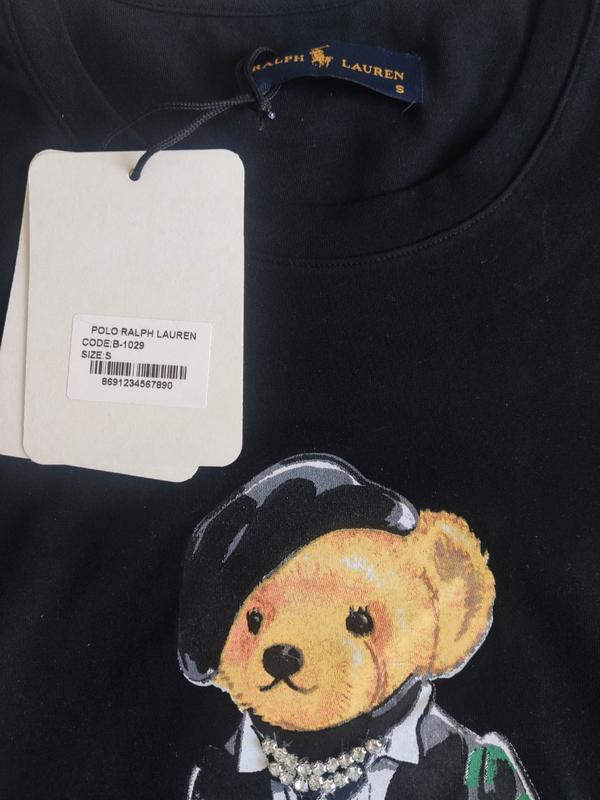 RALPH LAUREN
S
POLO RALPH LAUREN
CODE:B-1029
SIZE:S
8691234567890